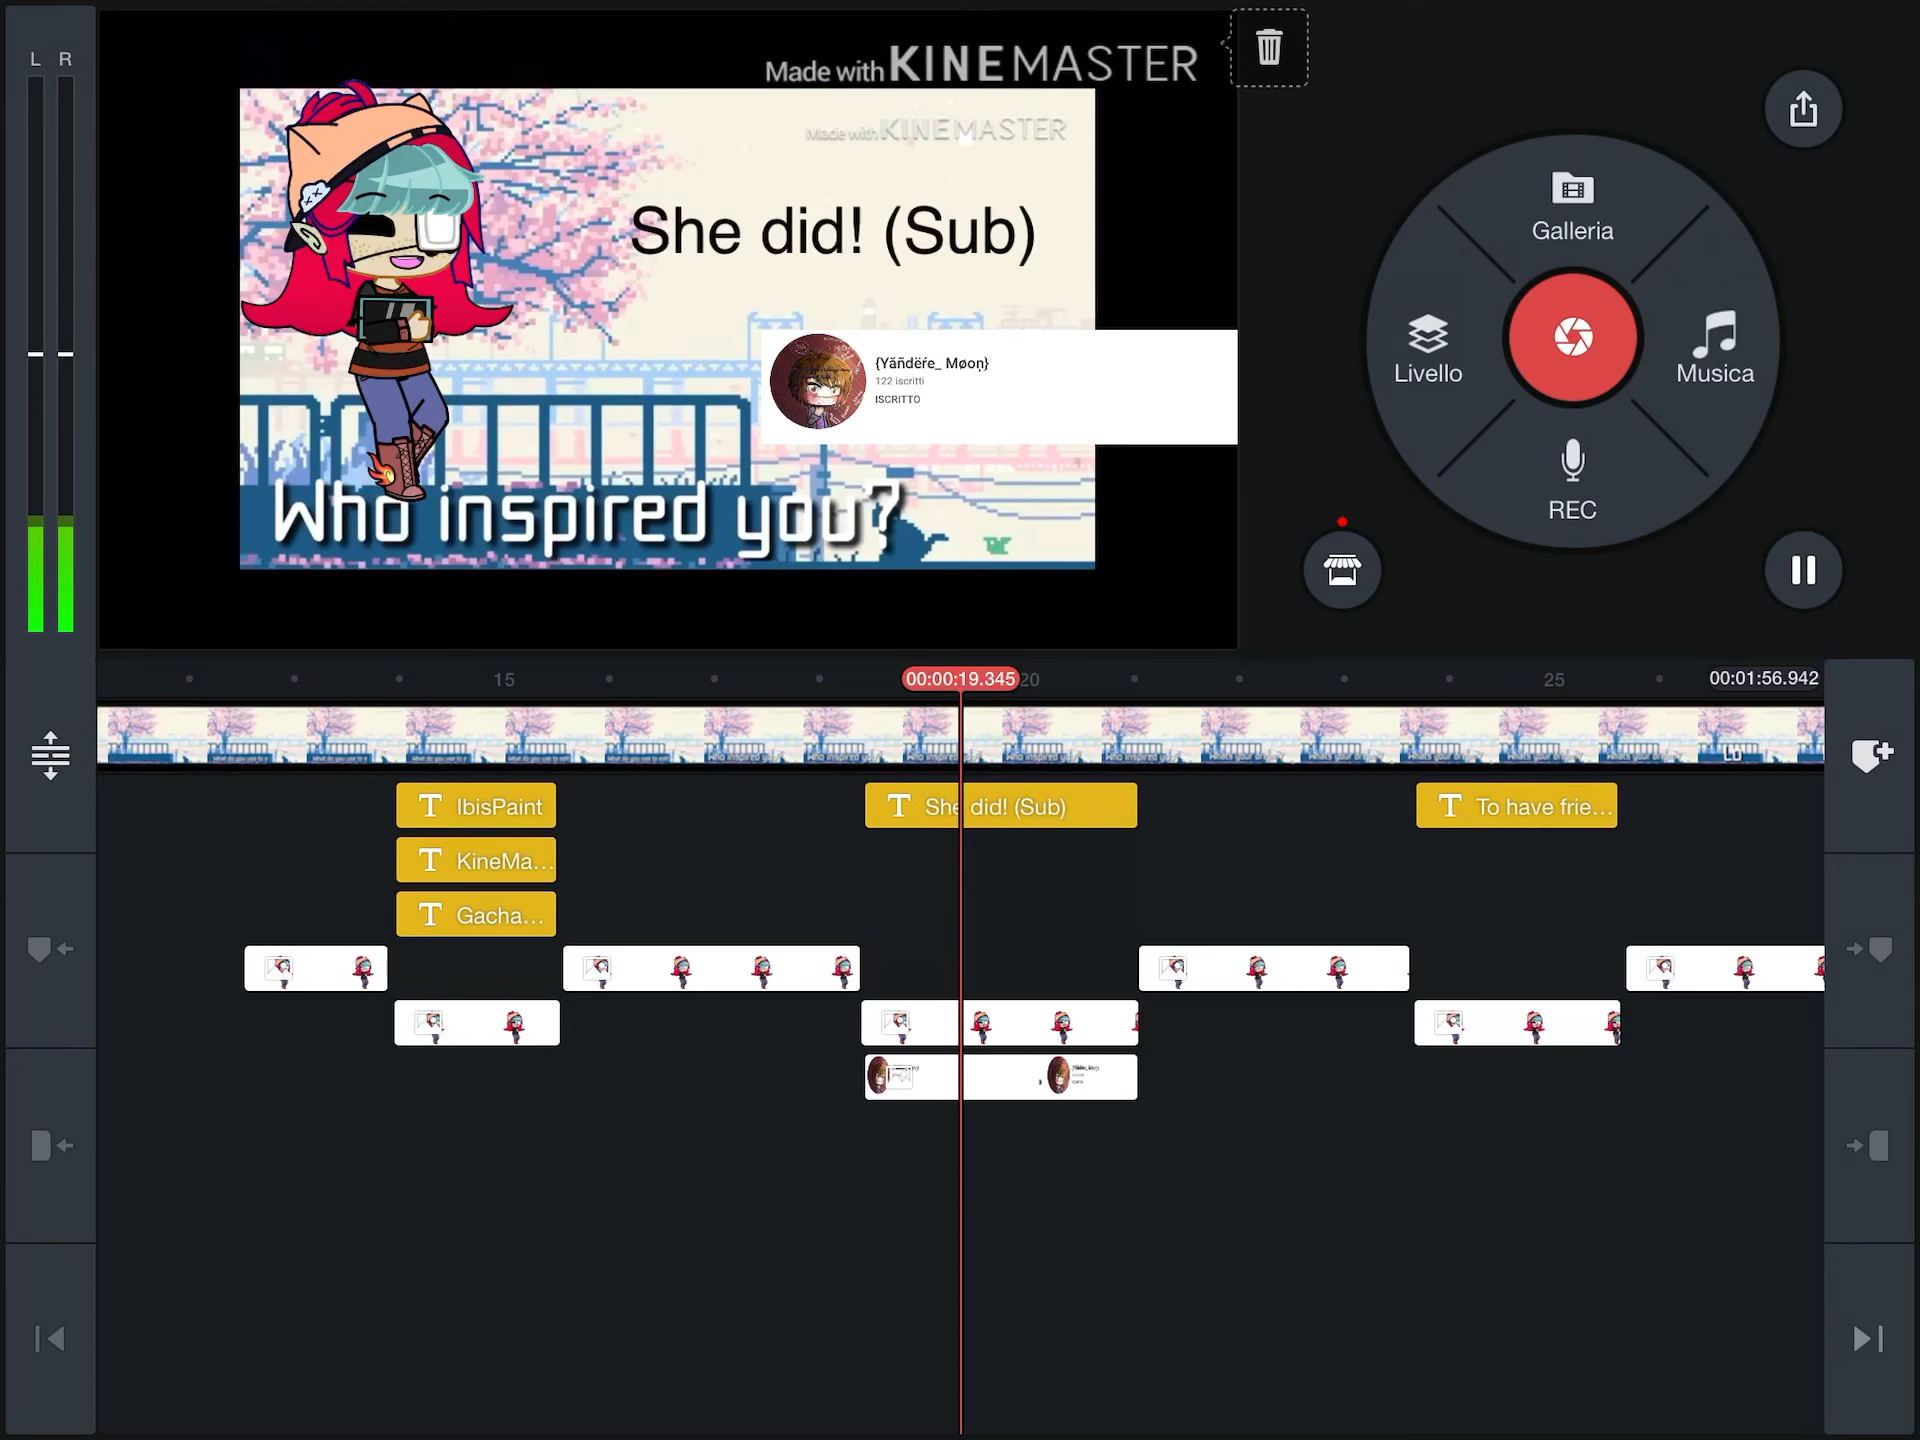 L R
Made with KINEMASTER
Made with KINEMASTER
She did! (Sub)
{Yäñdëŕe_ Møoņ}
122 iscritti
ISCRITTO
Who inspired you?
Galleria
Livello
Musica
REC
15
00:00:19.345
20
25
00:01:56.942
IbisPaint
She did! (Sub)
To have frie...
KineMa...
Gacha...